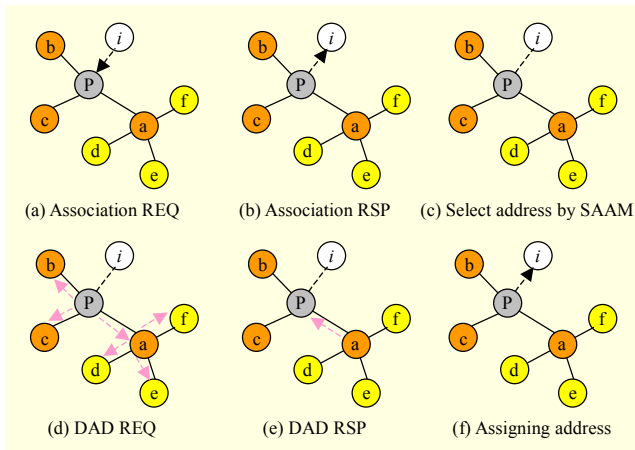 i
b
P
f
c
a
d
e
(a) Association REQ
i
b
P
f
c
a
d
e
(b) Association RSP
i
b
P
f
c
a
d
e
(c) Select address by SAAM
i
b
P
f
c
a
d
e
(d) DAD REQ
i
b
P
f
c
a
d
e
(e) DAD RSP
i
b
P
f
c
a
d
e
(f) Assigning address